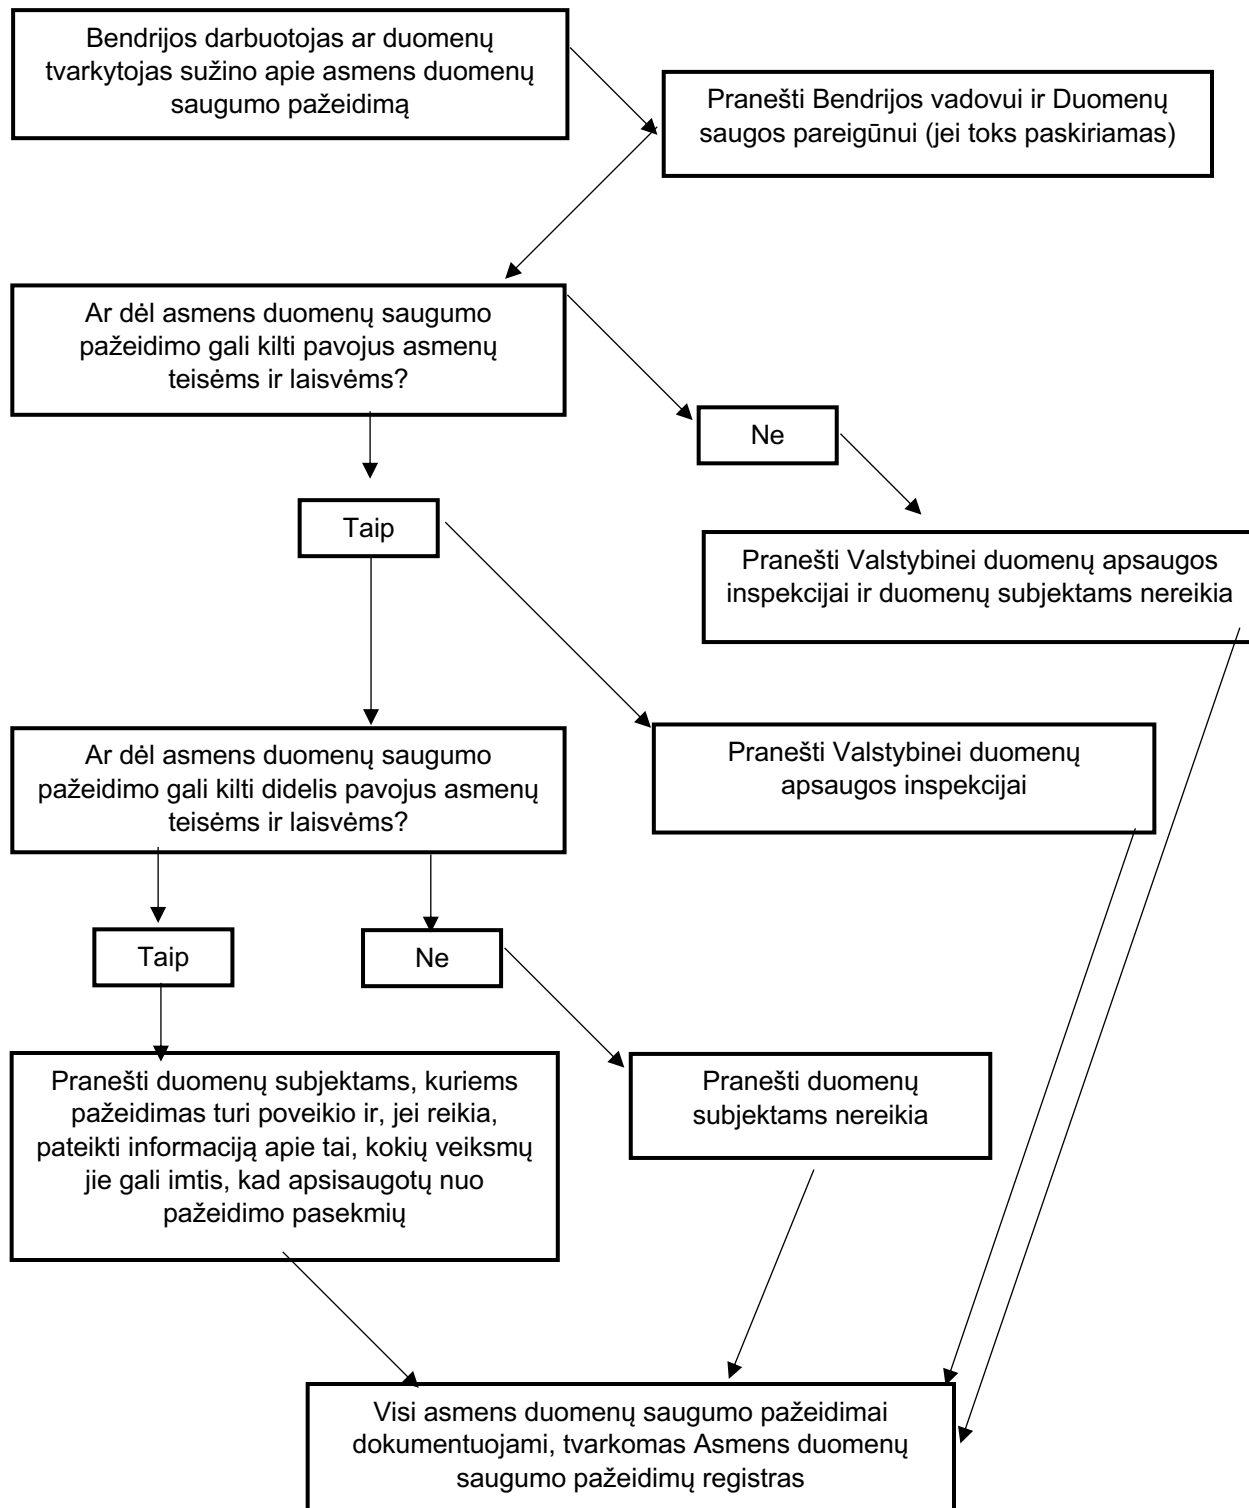 Bendrijos darbuotojas ar duomenų
tvarkytojas sužino apie asmens duomenų
saugumo pažeidimą
Pranešti Bendrijos vadovui ir Duomenų
saugos pareigūnui (jei toks paskiriamas)
Ar dėl asmens duomenų saugumo
pažeidimo gali kilti pavojus asmenų
teisėms ir laisvėms?
Ne
Taip
Pranešti Valstybinei duomenų apsaugos
inspekcijai ir duomenų subjektams nereikia
Ar dėl asmens duomenų saugumo
pažeidimo gali kilti didelis pavojus asmenų
teisėms ir laisvėms?
Pranešti Valstybinei duomenų
apsaugos inspekcijai
Taip
Ne
Pranešti duomenų subjektams, kuriems
pažeidimas turi poveikio ir, jei reikia,
pateikti informaciją apie tai, kokių veiksmų
jie gali imtis, kad apsisaugotų nuo
pažeidimo pasekmių
Pranešti duomenų
subjektams nereikia
Visi asmens duomenų saugumo pažeidimai
dokumentuojami, tvarkomas Asmens duomenų
saugumo pažeidimų registras